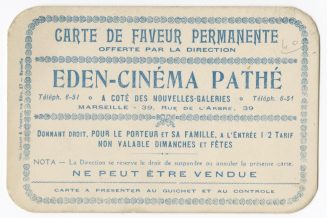 CARTE DE FAVEUR PERMANENTE
OFFERTE PAR LA DIRECTION
EDEN-CINÉMA PATHÉ
Téléph. 6-51 A COTÉ DES NOUVELLES-GALERIES Téléph. 6-51
MARSEILLE - 39, RUE DE L'ARBRE, 39
DONNANT DROIT, POUR LE PORTEUR ET SA FAMILLE, A L'ENTRÉE 1/2 TARIF
NON VALABLE DIMANCHES ET FÊTES
NOTA — La Direction se réserve le droit de suspendre ou annuler la présente carte.
NE PEUT ÊTRE VENDUE
CARTE A PRÉSENTER AU GUICHET ET AU CONTROLE